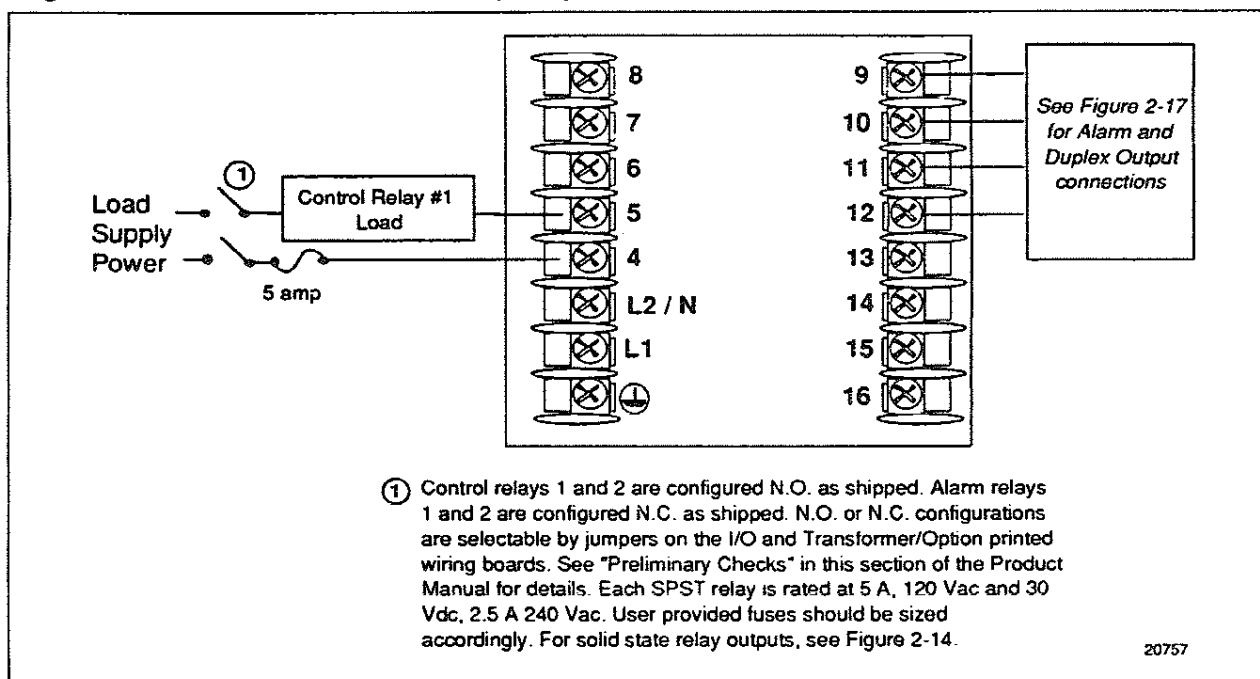 8
7
6
5
4
L2 / N
L1
9
10
11
12
13
14
15
16
See Figure 2-17
for Alarm and
Duplex Output
connections
1
Control Relay #1
Load
Load
Supply
Power
5 amp
1 Control relays 1 and 2 are configured N.O. as shipped. Alarm relays
1 and 2 are configured N.C. as shipped. N.O. or N.C. configurations
are selectable by jumpers on the I/O and Transformer/Option printed
wiring boards. See "Preliminary Checks" in this section of the Product
Manual for details. Each SPST relay is rated at 5 A, 120 Vac and 30
Vdc, 2.5 A 240 Vac. User provided fuses should be sized
accordingly. For solid state relay outputs, see Figure 2-14.
20757